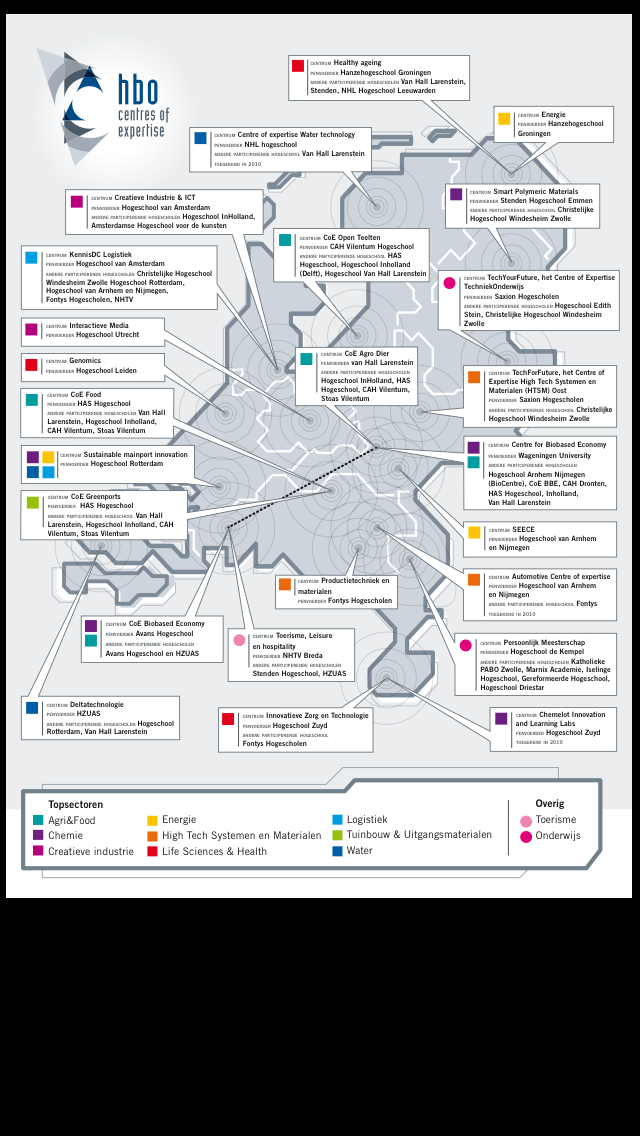 hbo
centres of
expertise
CENTRUM Healthy ageing
PENVOERDER Hanzehogeschool Groningen
ANDERE PARTICIPERENDE HOGESCHOLEN Van Hall Larenstein,
Stenden, NHL Hogeschool Leeuwarden
CENTRUM Energie
PENVOERDER Hanzehogeschool
Groningen
CENTRUM Centre of expertise Water technology
PENVOERDER NHL hogeschool
ANDERE PARTICIPERENDE HOGESCHOLEN Van Hall Larenstein
TOEGEKEND IN 2010
CENTRUM Creatieve Industrie & ICT
PENVOERDER Hogeschool van Amsterdam
ANDERE PARTICIPERENDE HOGESCHOLEN Hogeschool InHolland,
Amsterdamse Hogeschool voor de kunsten
CENTRUM Smart Polymeric Materials
PENVOERDER Stenden Hogeschool Emmen
ANDERE PARTICIPERENDE HOGESCHOLEN Christelijke
Hogeschool Windesheim Zwolle
CENTRUM CoE Open Teelten
PENVOERDER CAH Vilentum Hogeschool
ANDERE PARTICIPERENDE HOGESCHOLEN HAS
Hogeschool, Hogeschool Inholland
(Delft), Hogeschool Van Hall Larenstein
CENTRUM KennisDC Logistiek
PENVOERDER Hogeschool van Amsterdam
ANDERE PARTICIPERENDE HOGESCHOLEN Christelijke Hogeschool
Windesheim Zwolle Hogeschool Rotterdam,
Hogeschool van Arnhem en Nijmegen,
Fontys Hogescholen, NHTV
CENTRUM TechYourFuture, het Centre of Expertise
TechniekOnderwijs
PENVOERDER Saxion Hogescholen
ANDERE PARTICIPERENDE HOGESCHOLEN Hogeschool Edith
Stein, Christelijke Hogeschool Windesheim
Zwolle
CENTRUM Interactieve Media
PENVOERDER Hogeschool Utrecht
CENTRUM Genomics
PENVOERDER Hogeschool Leiden
CENTRUM CoE Agro Dier
PENVOERDER van Hall Larenstein
ANDERE PARTICIPERENDE HOGESCHOLEN
Hogeschool InHolland, HAS
Hogeschool, CAH Vilentum,
Stoas Vilentum
CENTRUM TechForFuture, het Centre of
Expertise High Tech Systemen en
Materialen (HTSM) Oost
PENVOERDER Saxion Hogescholen
ANDERE PARTICIPERENDE HOGESCHOLEN Christelijke
Hogeschool Windesheim Zwolle
CENTRUM CoE Food
PENVOERDER HAS Hogeschool
ANDERE PARTICIPERENDE HOGESCHOLEN Van Hall
Larenstein, Hogeschool Inholland,
CAH Vilentum, Stoas Vilentum
CENTRUM Sustainable mainport innovation
PENVOERDER Hogeschool Rotterdam
CENTRUM Centre for Biobased Economy
PENVOERDER Wageningen University
ANDERE PARTICIPERENDE HOGESCHOLEN
Hogeschool Arnhem Nijmegen
(BioCentre), CoE BBE, CAH Dronten,
HAS Hogeschool, Inholland,
Van Hall Larenstein
CENTRUM CoE Greenports
PENVOERDER HAS Hogeschool
ANDERE PARTICIPERENDE HOGESCHOLEN Van Hall
Larenstein, Hogeschool Inholland, CAH
Vilentum, Stoas Vilentum
CENTRUM SEECE
PENVOERDER Hogeschool van Arnhem
en Nijmegen
CENTRUM Automotive Centre of expertise
PENVOERDER Hogeschool van Arnhem
en Nijmegen
ANDERE PARTICIPERENDE HOGESCHOLEN Fontys
TOEGEKEND IN 2010
CENTRUM Productietechniek en
materialen
PENVOERDER Fontys Hogescholen
CENTRUM CoE Biobased Economy
PENVOERDER Avans Hogeschool
ANDERE PARTICIPERENDE HOGESCHOLEN
Avans Hogeschool en HZUAS
CENTRUM Toerisme, Leisure
en hospitality
PENVOERDER NHTV Breda
ANDERE PARTICIPERENDE HOGESCHOLEN
Stenden Hogeschool, HZUAS
CENTRUM Persoonlijk Meesterschap
PENVOERDER Hogeschool de Kempel
ANDERE PARTICIPERENDE HOGESCHOLEN Katholieke
PABO Zwolle, Marnix Academie, Iselinge
Hogeschool, Gereformeerde Hogeschool,
Hogeschool Driestar
CENTRUM Deltatechnologie
PENVOERDER HZUAS
ANDERE PARTICIPERENDE HOGESCHOLEN Hogeschool
Rotterdam, Van Hall Larenstein
CENTRUM Innovatieve Zorg en Technologie
PENVOERDER Hogeschool Zuyd
ANDERE PARTICIPERENDE HOGESCHOLEN
Fontys Hogescholen
CENTRUM Chemelot Innovation
and Learning Labs
PENVOERDER Hogeschool Zuyd
TOEGEKEND IN 2010
Topsectoren
Agri&Food
Chemie
Creatieve industrie
Energie
High Tech Systemen en Materialen
Life Sciences & Health
Logistiek
Tuinbouw & Uitgangsmaterialen
Water
Overig
Toerisme
Onderwijs